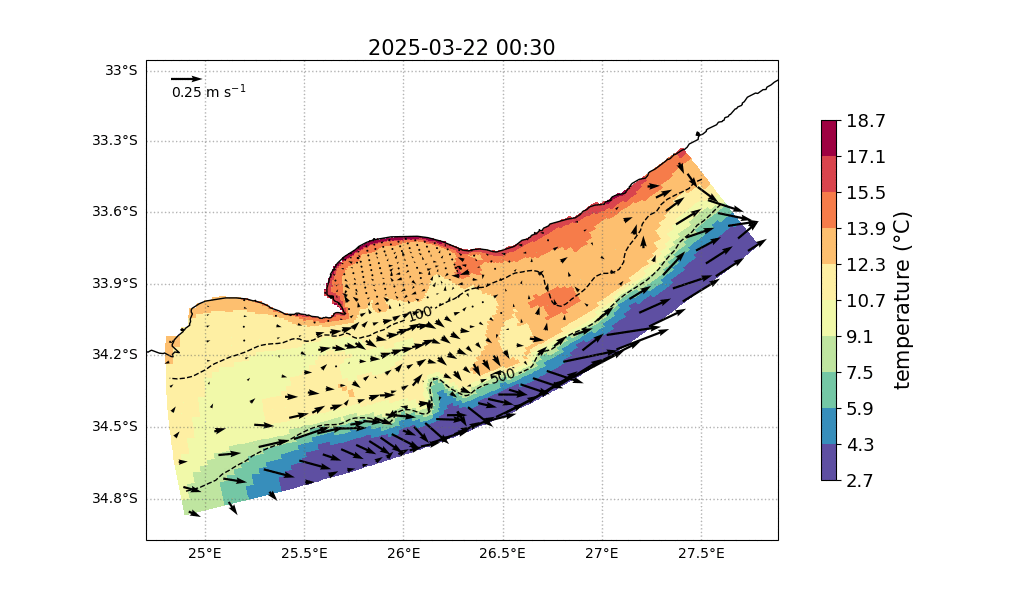 2025-03-22 00:30
33°S
0.25 m s⁻¹
33.3°S
33.6°S
33.9°S
34.2°S
34.5°S
34.8°S
100
500
25°E
25.5°E
26°E
26.5°E
27°E
27.5°E
18.7
17.1
15.5
13.9
12.3
10.7
9.1
7.5
5.9
4.3
2.7
temperature (°C)